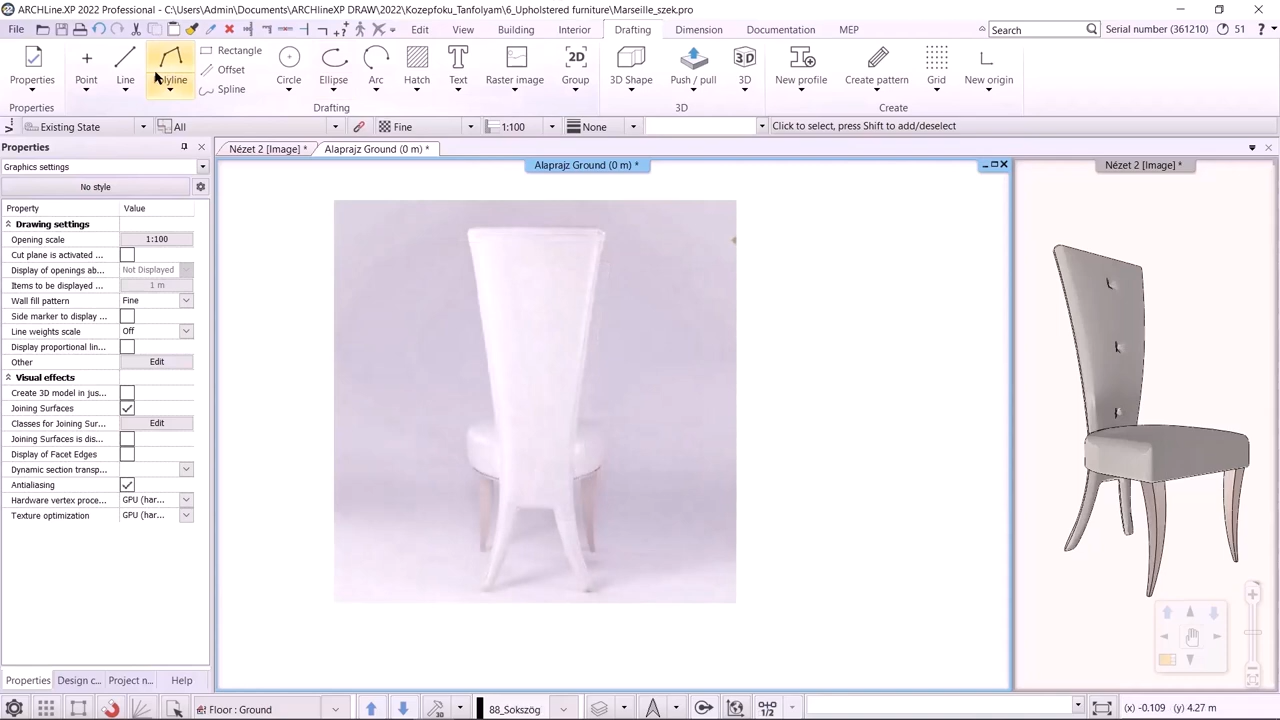 ARCHLine.XP 2022 Professional - C:\Users\Admin\Documents\ARCHlineXP DRAW\2022\Kozepfoku_Tanfolyam\6_Upholstered furniture\Marseille_szek.pro
File Edit View Building Interior Drafting Dimension Documentation MEP Search Serial number (361210) 51
Properties Point Line Polyline Rectangle Offset Spline Circle Ellipse Arc Hatch Text Raster image 2D Group 3D Shape Push / pull 3D 3D New profile Create pattern Grid New origin
Properties Drafting 3D Create
Existing State All Fine 1:100 None Click to select, press Shift to add/deselect
Properties
Nézet 2 [Image] * Alaprajz Ground (0 m) *
Graphics settings
Alaprajz Ground (0 m) * Nézet 2 [Image] *
No style
Property Value
Drawing settings
Opening scale 1:100
Cut plane is activated ...
Display of openings ab... Not Displayed
Items to be displayed ... 1 m
Wall fill pattern Fine
Side marker to display ...
Line weights scale Off
Display proportional lin...
Other Edit
Visual effects
Create 3D model in jus...
Joining Surfaces
Classes for Joining Sur... Edit
Joining Surfaces is dis...
Display of Facet Edges
Dynamic section transp...
Antialiasing
Hardware vertex proce... GPU (har...
Texture optimization GPU (har...
Properties Design c... Project n... Help
Floor : Ground 3D 88_Sokszög (x) -0.109 (y) 4.27 m